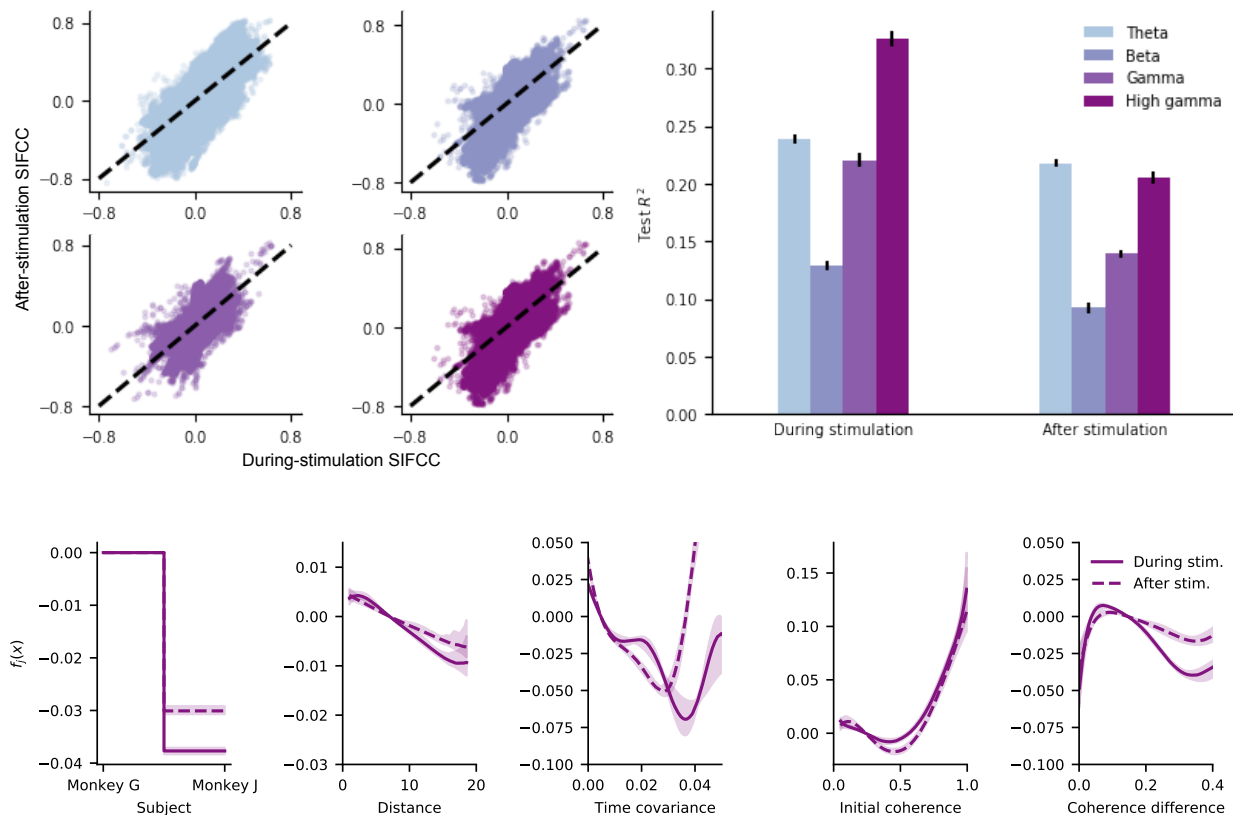 0.8
0.0
−0.8
−0.8 0.0 0.8
0.8
0.0
−0.8
−0.8 0.0 0.8
0.8
0.0
−0.8
−0.8 0.0 0.8
0.8
0.0
−0.8
−0.8 0.0 0.8
After-stimulation SIFCC
During-stimulation SIFCC
Test R²
0.30
0.25
0.20
0.15
0.10
0.05
0.00
Theta
Beta
Gamma
High gamma
During stimulation After stimulation
fj(x)
0.00
−0.01
−0.02
−0.03
−0.04
Monkey G Monkey J
Subject
0.01
0.00
−0.01
−0.03
0 10 20
Distance
0.050
0.025
0.000
−0.025
−0.050
−0.075
−0.100
0.00 0.02 0.04
Time covariance
0.15
0.10
0.05
0.00
0.0 0.5 1.0
Initial coherence
0.050
0.025
0.000
−0.025
−0.050
−0.075
−0.100
During stim.
After stim.
0.0 0.2 0.4
Coherence difference